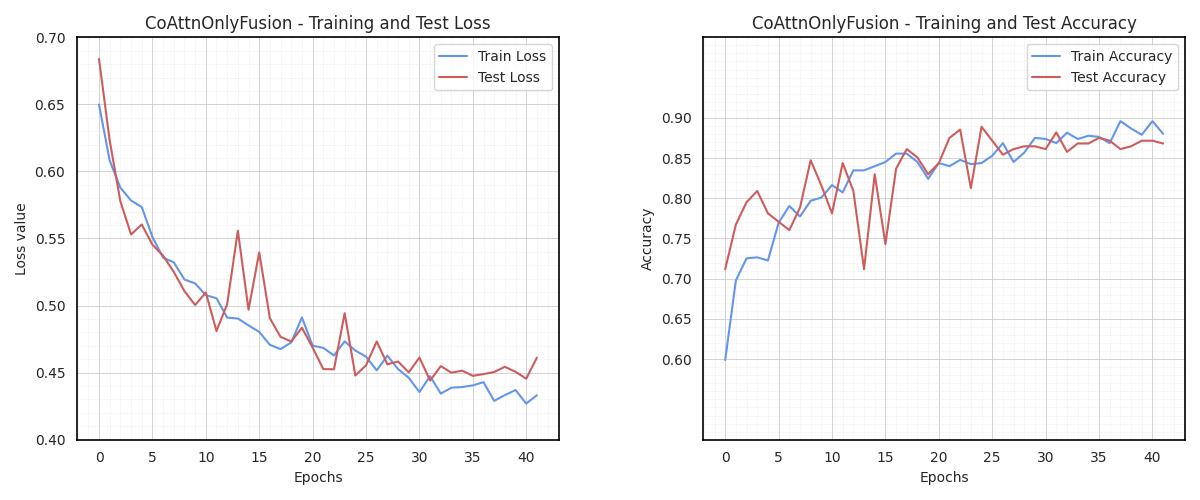 CoAttnOnlyFusion - Training and Test Loss
Train Loss
Test Loss
Loss value
0.70
0.65
0.60
0.55
0.50
0.45
0.40
0 5 10 15 20 25 30 35 40
Epochs
CoAttnOnlyFusion - Training and Test Accuracy
Train Accuracy
Test Accuracy
Accuracy
0.90
0.85
0.80
0.75
0.70
0.65
0.60
0 5 10 15 20 25 30 35 40
Epochs